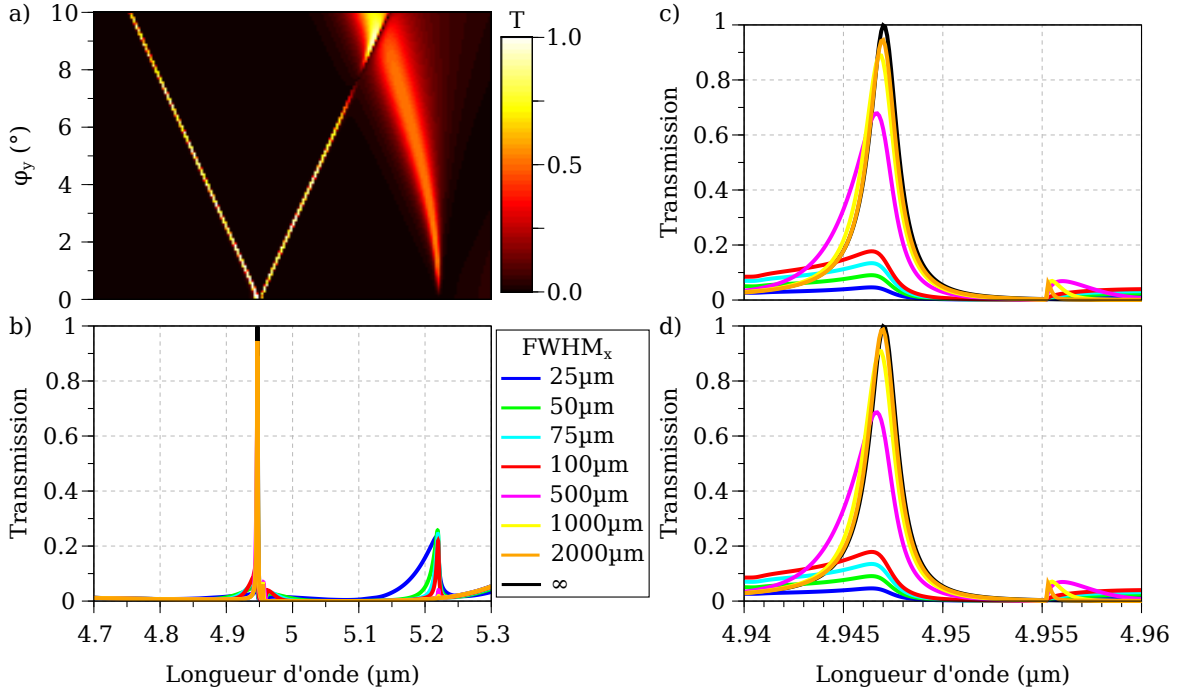 a)
T
10
8
6
4
2
0
φy (°)
1.0
0.5
0.0
b)
1
0.8
0.6
0.4
0.2
0
Transmission
4.7
4.8
4.9
5
5.1
5.2
5.3
Longueur d'onde (μm)
FWHMx
25μm
50μm
75μm
100μm
500μm
1000μm
2000μm
∞
c)
1
0.8
0.6
0.4
0.2
0
Transmission
d)
1
0.8
0.6
0.4
0.2
0
Transmission
4.94
4.945
4.95
4.955
4.96
Longueur d'onde (μm)